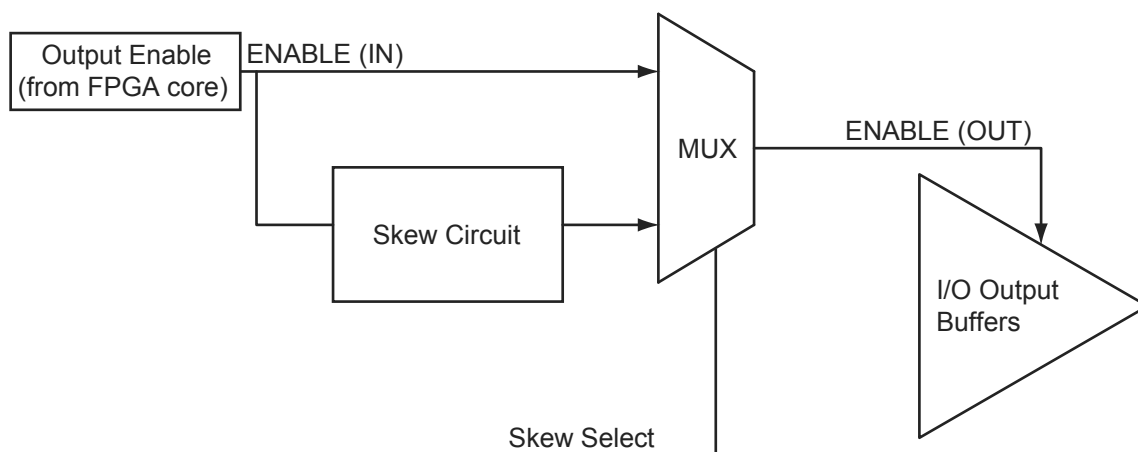 Output Enable
(from FPGA core)
ENABLE (IN)
MUX
ENABLE (OUT)
Skew Circuit
I/O Output
Buffers
Skew Select